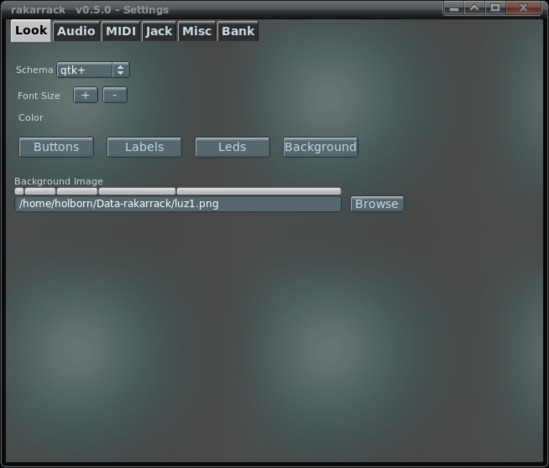 rakarrack v0.5.0 – Settings
Look Audio MIDI Jack Misc Bank
Schema gtk+
Font Size + -
Color
Buttons Labels Leds Background
Background Image
/home/holborn/Data-rakarrack/luz1.png Browse